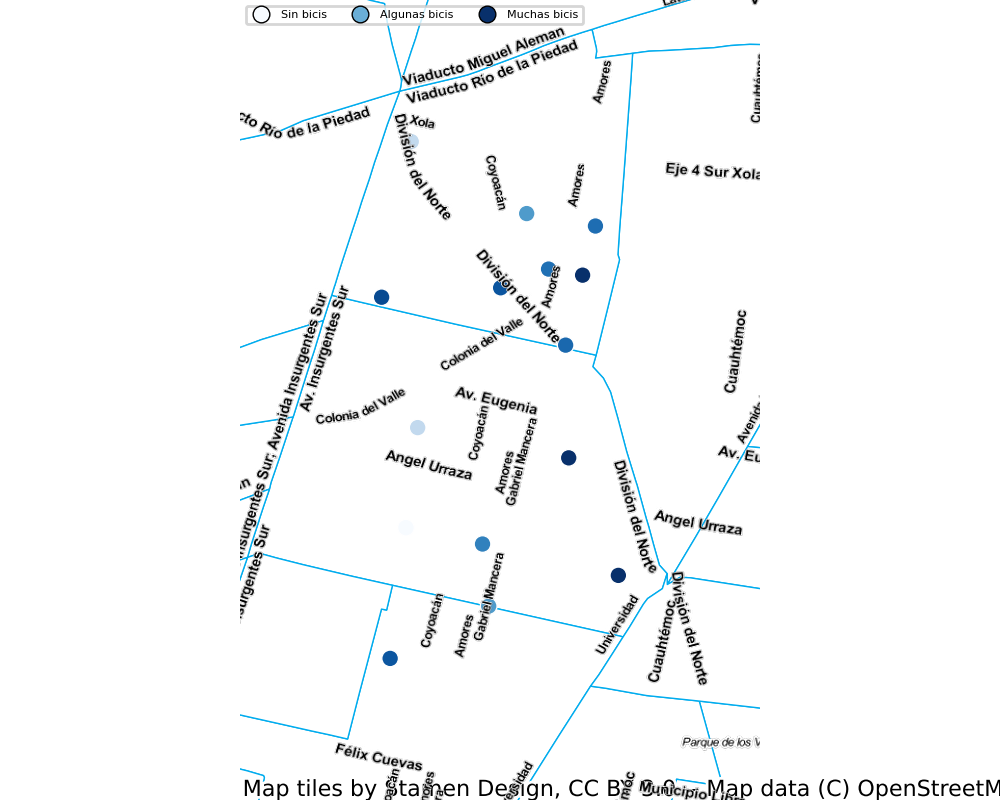 Sin bicis
Algunas bicis
Muchas bicis
Viaducto Miguel Aleman
Viaducto Río de la Piedad
cto Río de la Piedad
Amores
Cuauhtémoc
Xola
División del Norte
Coyoacán
Amores
Eje 4 Sur Xola
División del Norte
Amores
Colonia del Valle
Cuauhtémoc
Insurgentes Sur; Avenida Insurgentes Sur
Av. Insurgentes Sur
Colonia del Valle
Av. Eugenia
Coyoacán
Amores
Gabriel Mancera
Avenida
Av. Eu
Angel Urraza
División del Norte
Angel Urraza
surgentes Sur
Coyoacán
Amores
Gabriel Mancera
Universidad
Cuauhtémoc
División del Norte
Parque de los V
Félix Cuevas
Map tiles by Stamen Design, CC BY 3.0 -- Map data (C) OpenStreetM